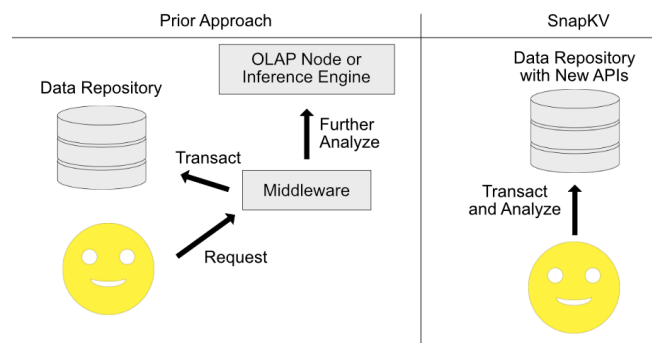 Prior Approach
SnapKV
OLAP Node or
Inference Engine
Data Repository
Further
Analyze
Transact
Middleware
Request
Data Repository
with New APIs
Transact
and Analyze